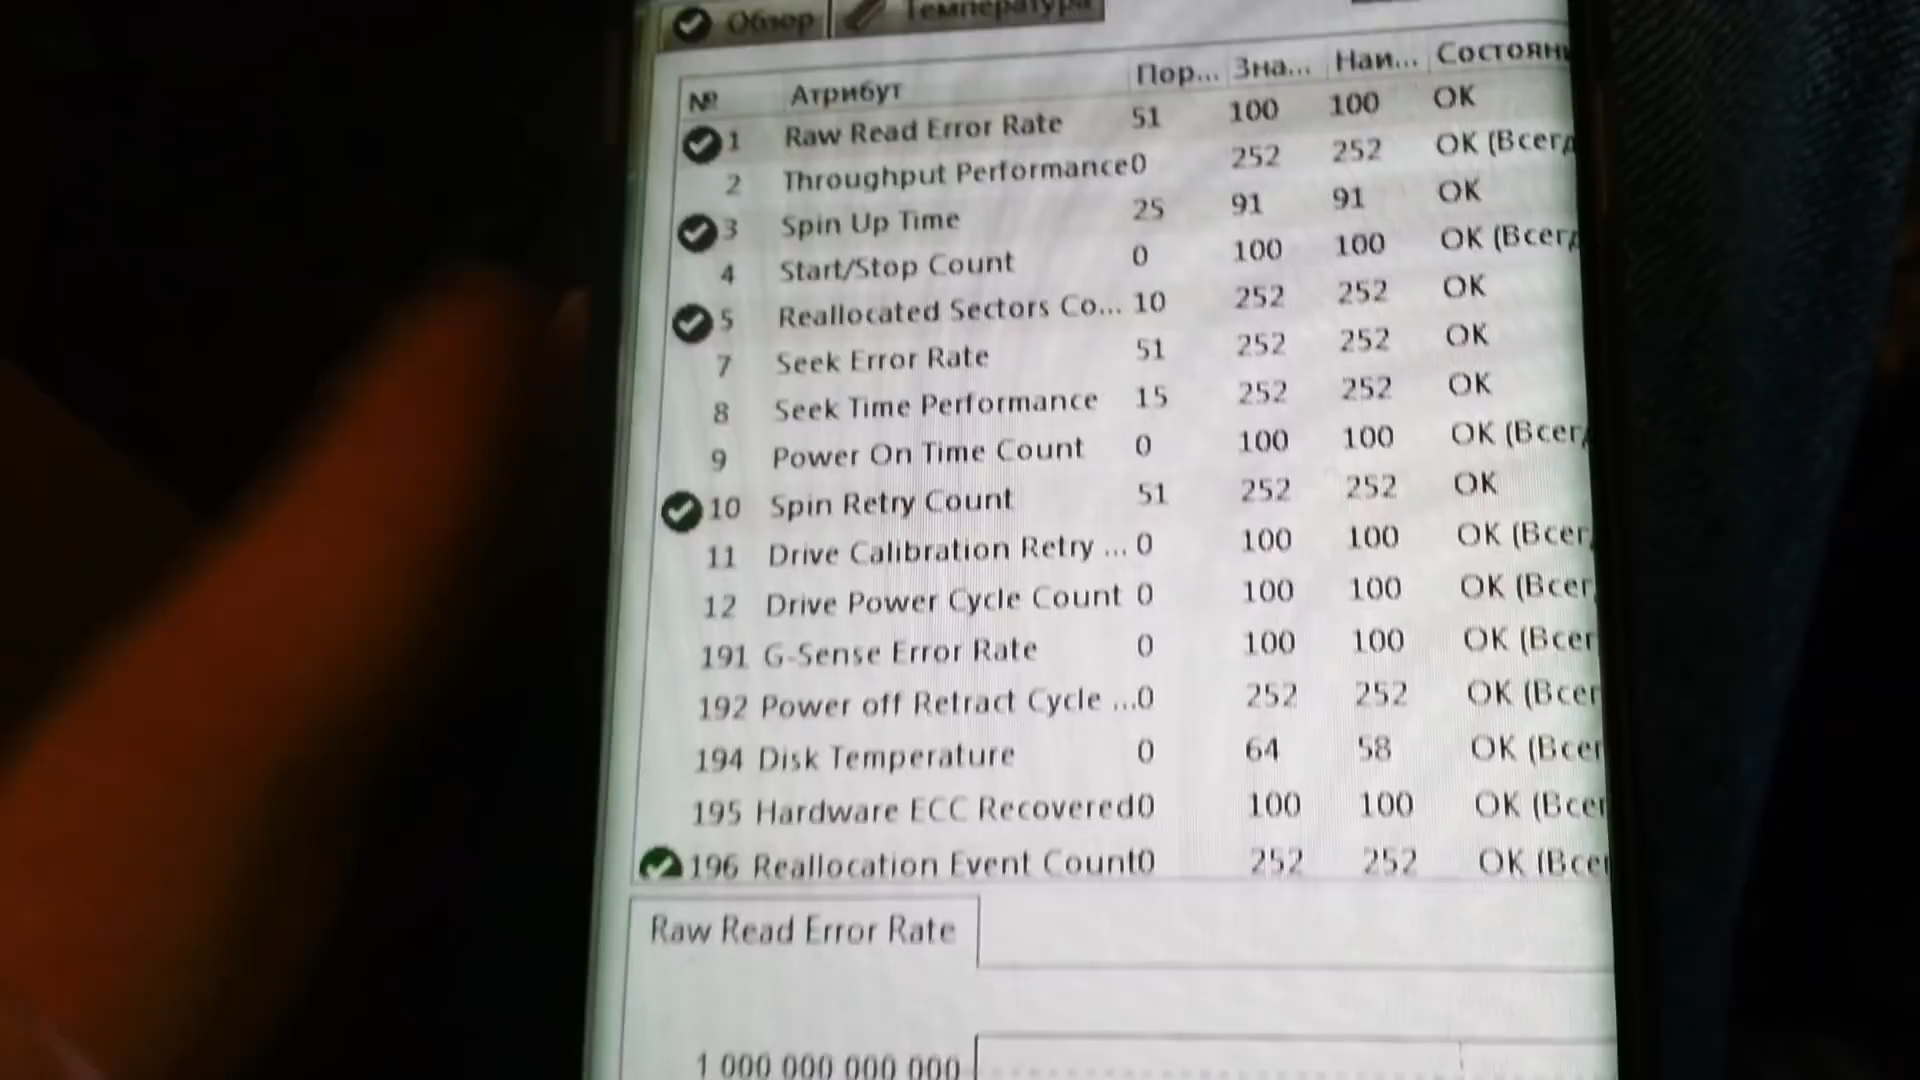 Обзор Температура
№ Атрибут Пор... Зна... Наи... Состоян
1 Raw Read Error Rate 51 100 100 OK
2 Throughput Performance 0 252 252 OK (Всегд
3 Spin Up Time 25 91 91 OK
4 Start/Stop Count 0 100 100 OK (Всегд
5 Reallocated Sectors Co... 10 252 252 OK
7 Seek Error Rate 51 252 252 OK
8 Seek Time Performance 15 252 252 OK
9 Power On Time Count 0 100 100 OK (Всегд
10 Spin Retry Count 51 252 252 OK
11 Drive Calibration Retry ... 0 100 100 OK (Всег
12 Drive Power Cycle Count 0 100 100 OK (Всег
191 G-Sense Error Rate 0 100 100 OK (Всег
192 Power off Retract Cycle ... 0 252 252 OK (Всег
194 Disk Temperature 0 64 58 OK (Всег
195 Hardware ECC Recovered 0 100 100 OK (Всег
196 Reallocation Event Count 0 252 252 OK (Всег
Raw Read Error Rate
1 000 000 000 000